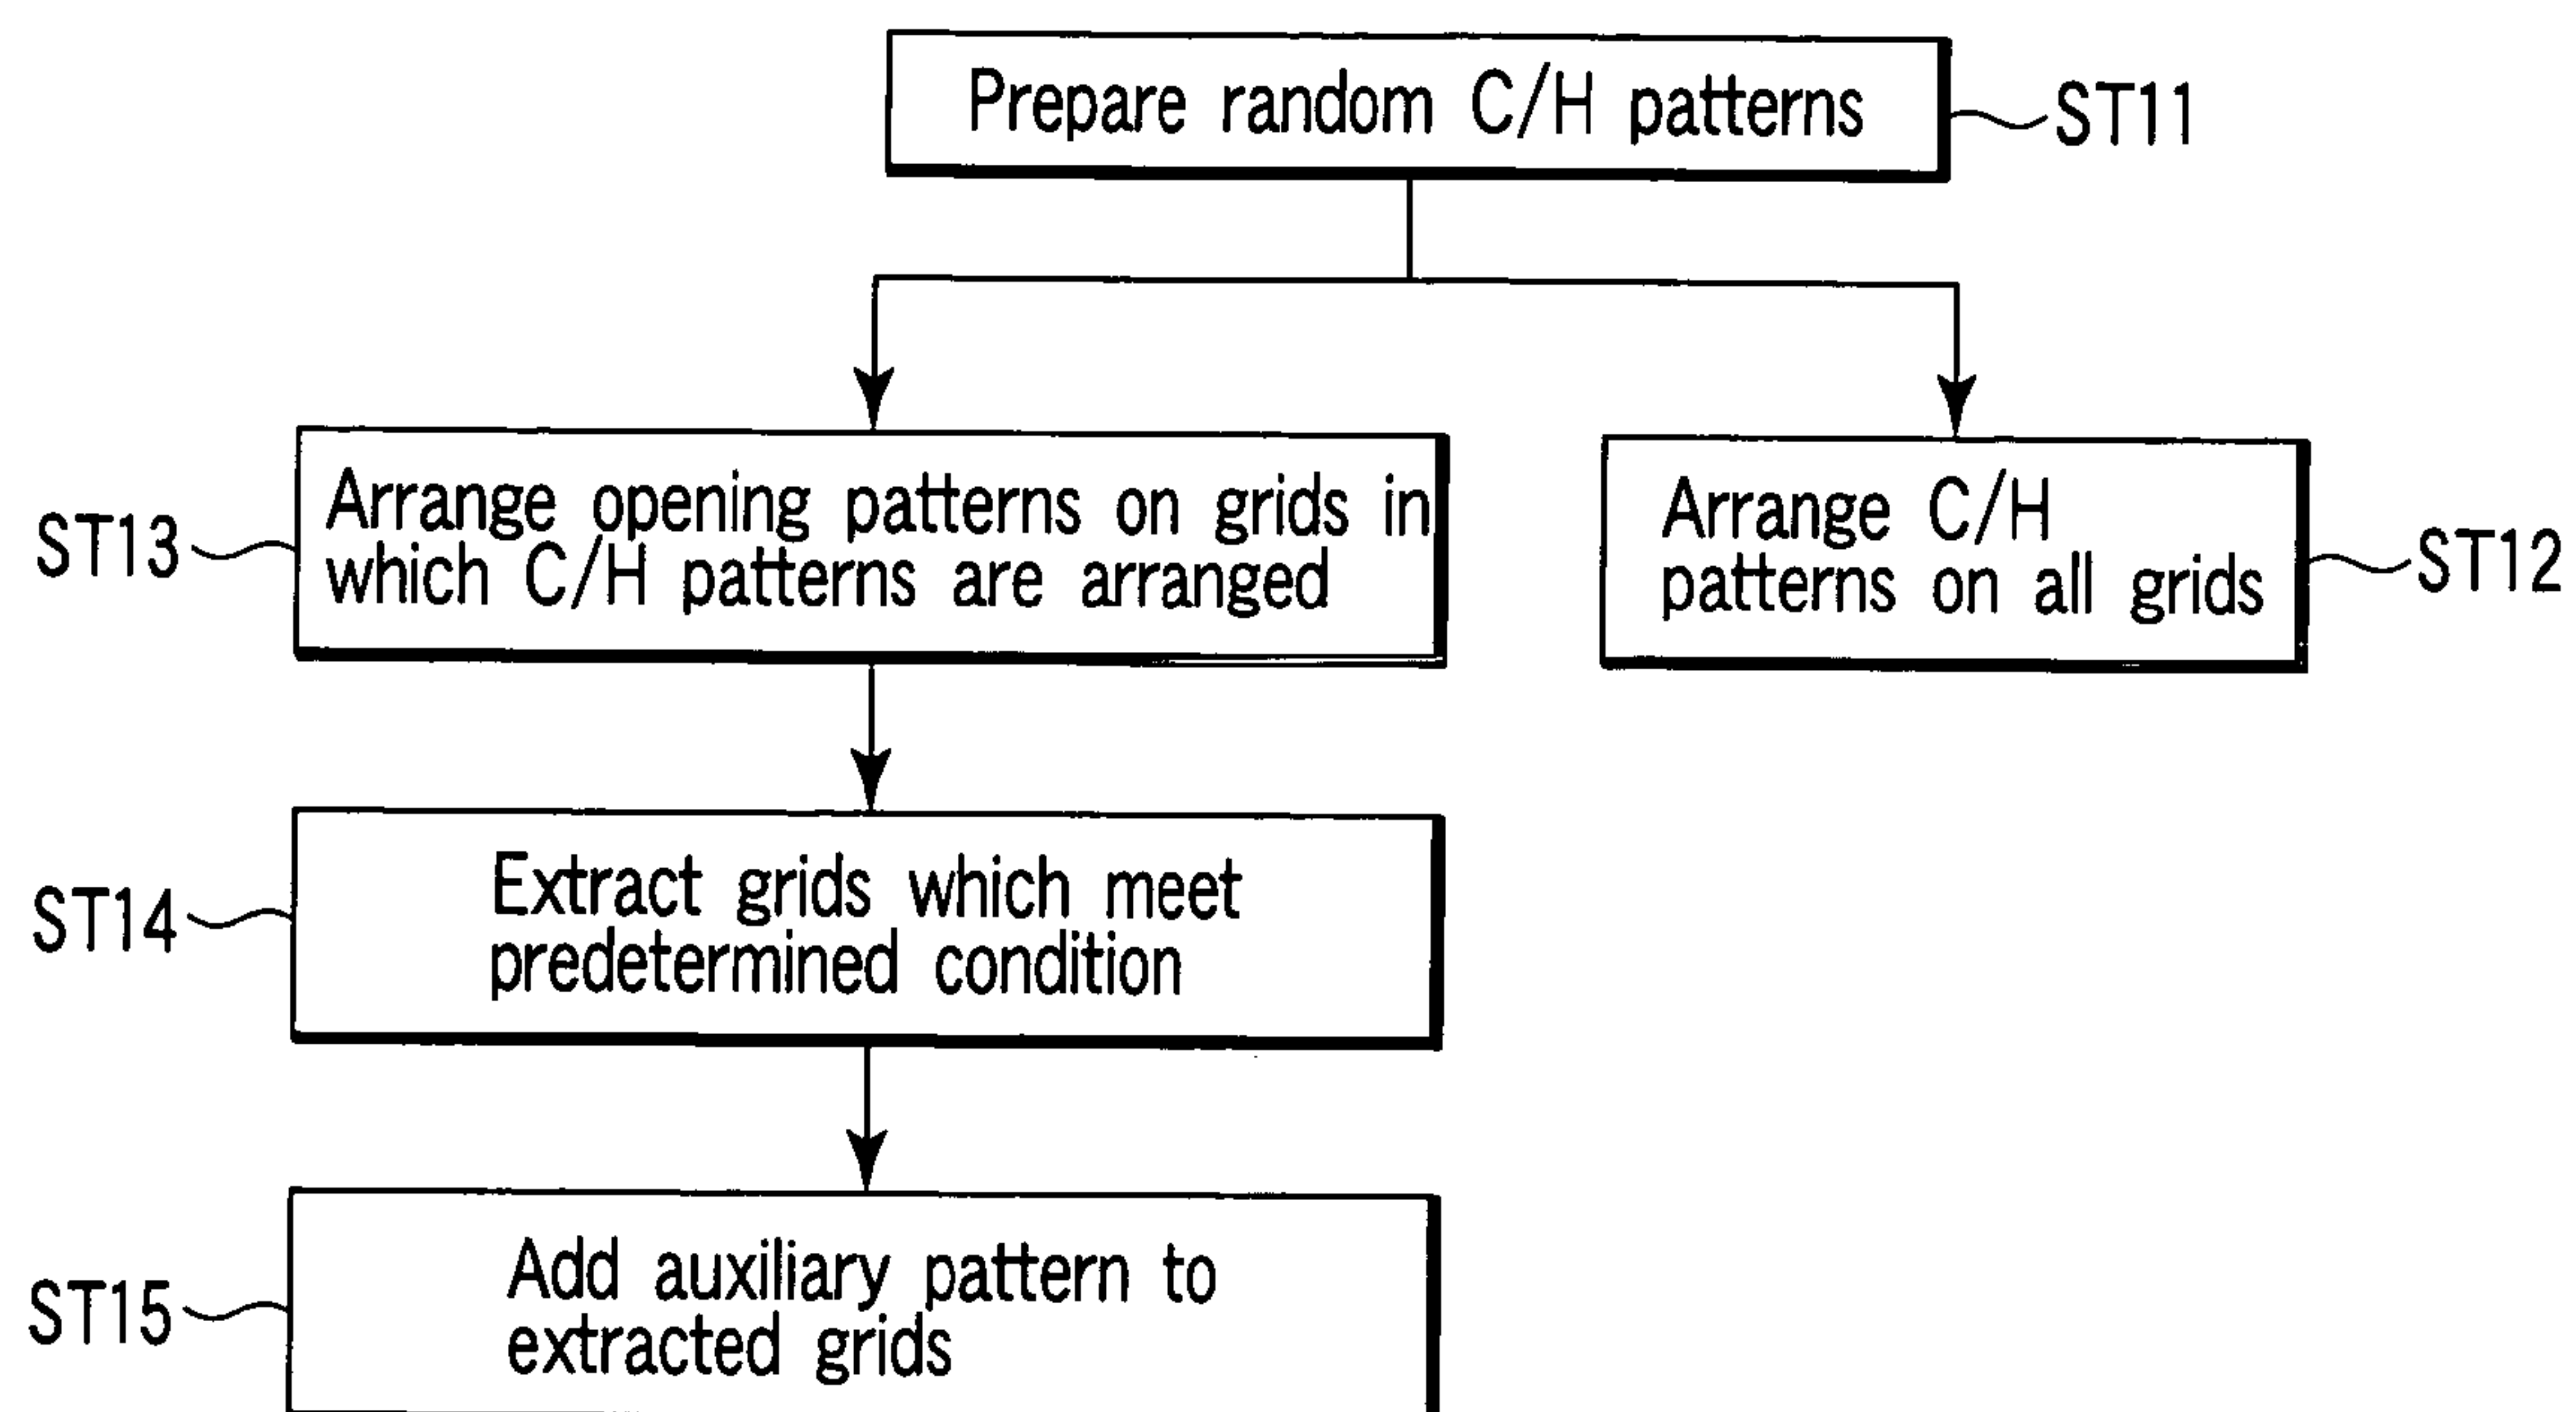 Prepare random C/H patterns
ST11
Arrange opening patterns on grids in
which C/H patterns are arranged
ST13
Arrange C/H
patterns on all grids
ST12
Extract grids which meet
predetermined condition
ST14
Add auxiliary pattern to
extracted grids
ST15